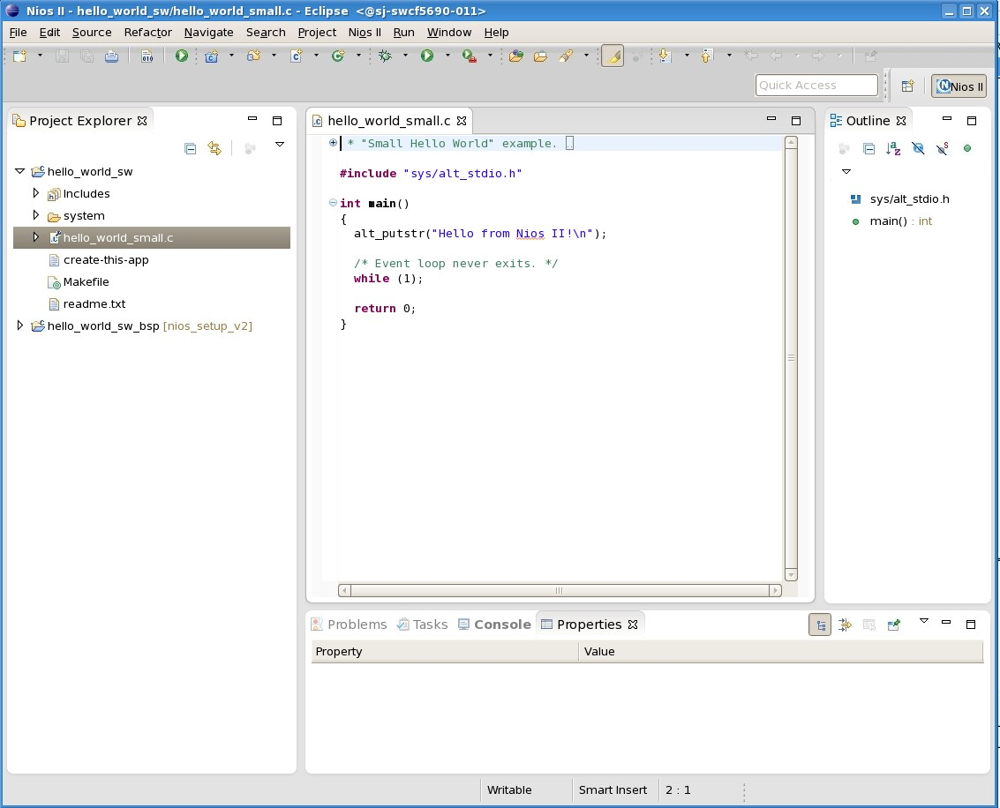 Nios II - hello_world_sw/hello_world_small.c - Eclipse <@sj-swcf5690-011>
File Edit Source Refactor Navigate Search Project Nios II Run Window Help
010
Quick Access
Nios II
Project Explorer
hello_world_sw
Includes
system
hello_world_small.c
create-this-app
Makefile
readme.txt
hello_world_sw_bsp [nios_setup_v2]
hello_world_small.c
* "Small Hello World" example.
#include "sys/alt_stdio.h"
int main()
{
alt_putstr("Hello from Nios II!\n");
/* Event loop never exits. */
while (1);
return 0;
}
Outline
sys/alt_stdio.h
main() : int
Problems Tasks Console Properties
Property Value
Writable Smart Insert 2 : 1